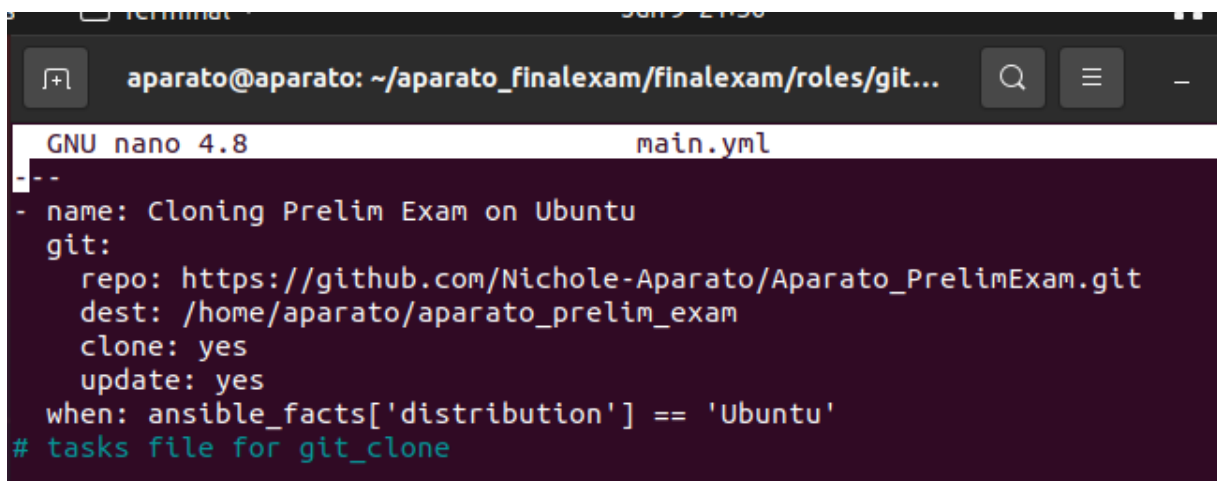 Terminal
aparato@aparato: ~/aparato_finalexam/finalexam/roles/git...
GNU nano 4.8 main.yml
---
- name: Cloning Prelim Exam on Ubuntu
  git:
    repo: https://github.com/Nichole-Aparato/Aparato_PrelimExam.git
    dest: /home/aparato/aparato_prelim_exam
    clone: yes
    update: yes
  when: ansible_facts['distribution'] == 'Ubuntu'
# tasks file for git_clone